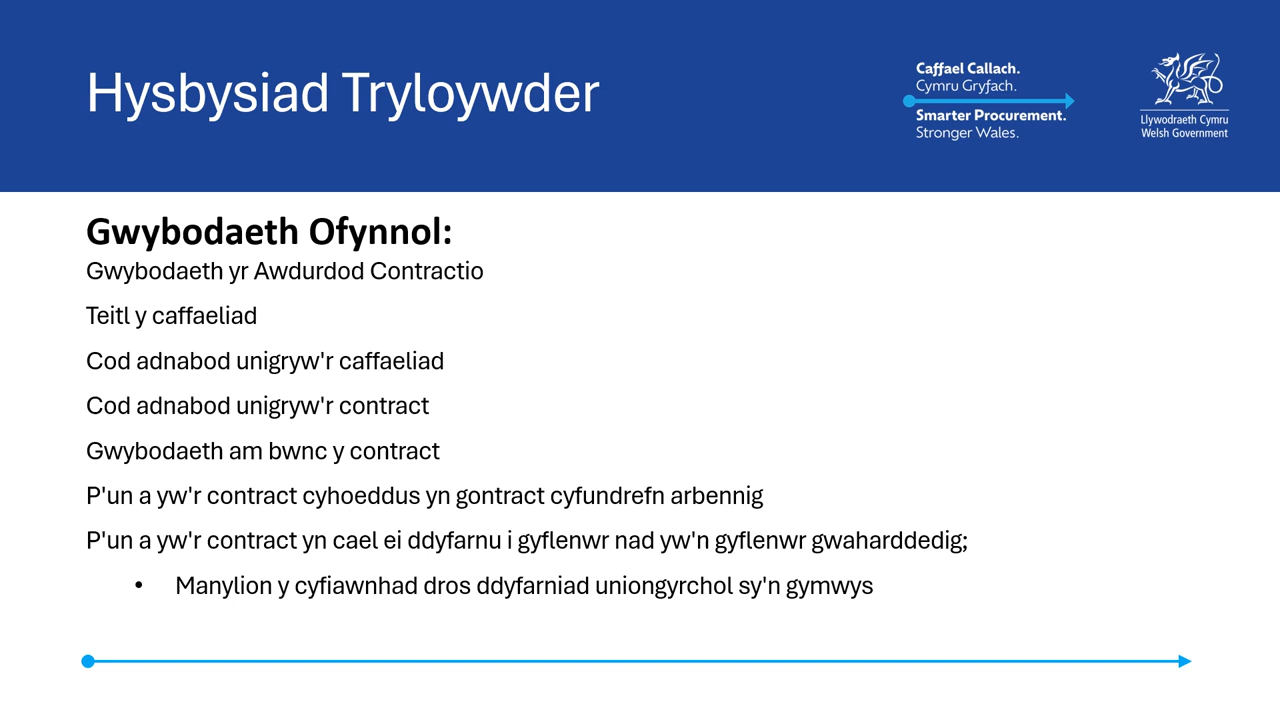 Hysbysiad Tryloywder
Caffael Callach.
Cymru Gryfach.
Smarter Procurement.
Stronger Wales.
Llywodraeth Cymru
Welsh Government
Gwybodaeth Ofynnol:
Gwybodaeth yr Awdurdod Contractio
Teitl y caffaeliad
Cod adnabod unigryw'r caffaeliad
Cod adnabod unigryw'r contract
Gwybodaeth am bwnc y contract
P'un a yw'r contract cyhoeddus yn gontract cyfundrefn arbennig
P'un a yw'r contract yn cael ei ddyfarnu i gyflenwr nad yw'n gyflenwr gwaharddedig;
• Manylion y cyfiawnhad dros ddyfarniad uniongyrchol sy'n gymwys